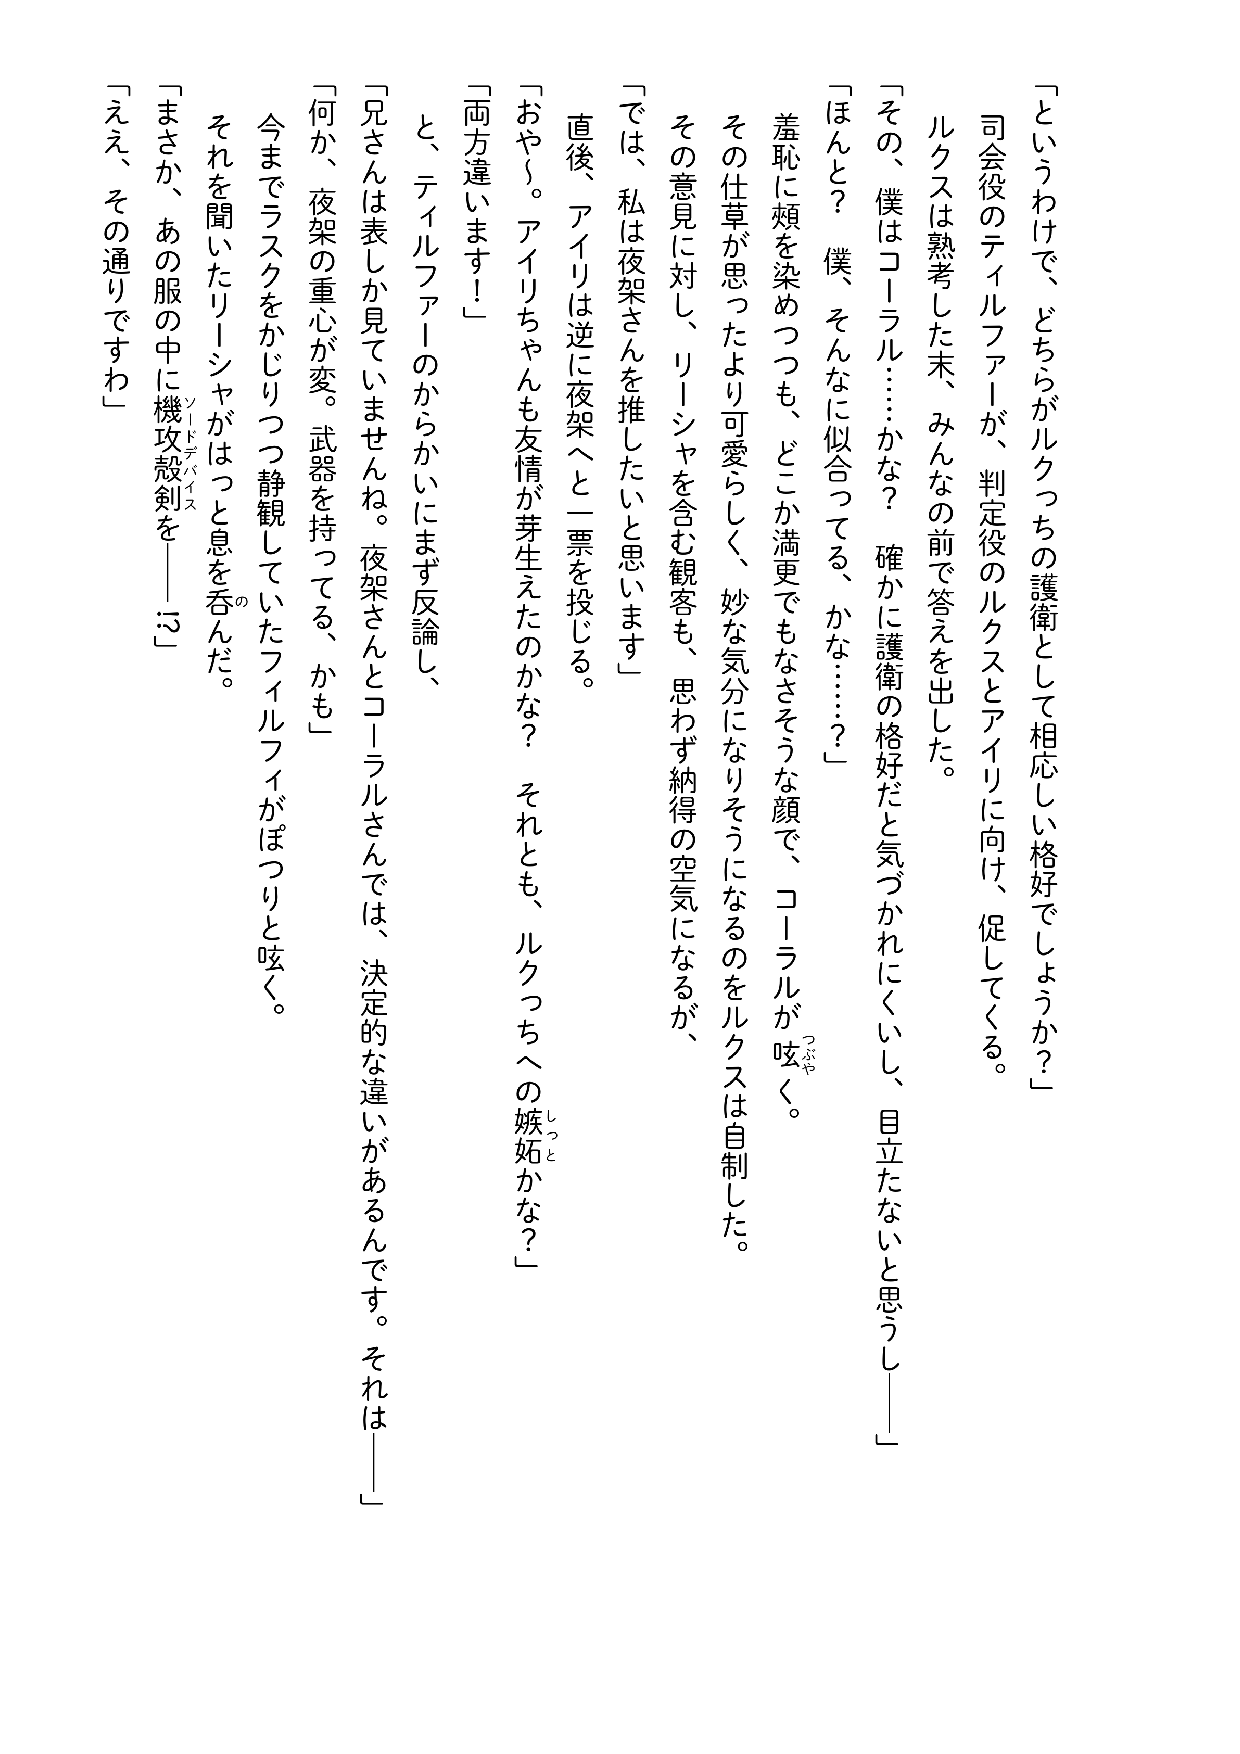 「というわけで、どちらがルクっちの護衛として相応しい格好でしょうか？」
　司会役のティルファーが、判定役のルクスとアイリに向け、促してくる。
　ルクスは熟考した末、みんなの前で答えを出した。
「その、僕はコーラル……かな？　確かに護衛の格好だと気づかれにくいし、目立たないと思うし――」
「ほんと？　僕、そんなに似合ってる、かな……？」
　羞恥に頬を染めつつも、どこか満更でもなさそうな顔で、コーラルが呟つぶやく。
　その仕草が思ったより可愛らしく、妙な気分になりそうになるのをルクスは自制した。
　その意見に対し、リーシャを含む観客も、思わず納得の空気になるが、
「では、私は夜架さんを推したいと思います」
　直後、アイリは逆に夜架へと一票を投じる。
「おや～。アイリちゃんも友情が芽生えたのかな？　それとも、ルクっちへの嫉妬しっとかな？」
「両方違います！」
　と、ティルファーのからかいにまず反論し、
「兄さんは表しか見ていませんね。夜架さんとコーラルさんでは、決定的な違いがあるんです。それは――」
「何か、夜架の重心が変。武器を持ってる、かも」
　今までラスクをかじりつつ静観していたフィルフィがぽつりと呟く。
　それを聞いたリーシャがはっと息を呑のんだ。
「まさか、あの服の中に機攻殻剣ソードデバイスを――!?」
「ええ、その通りですわ」